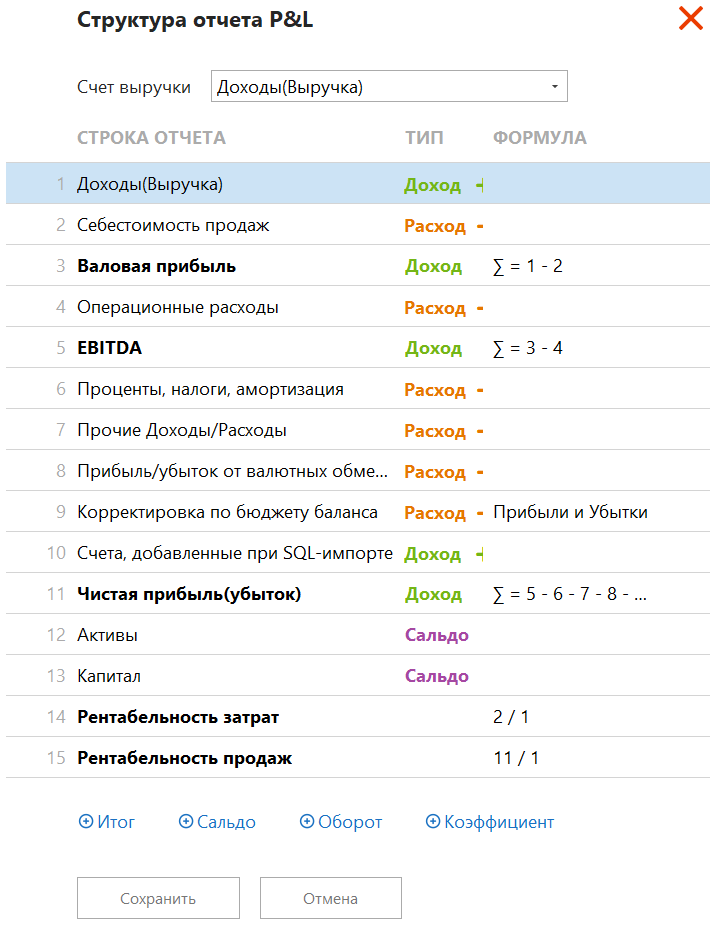 Структура отчета P&L
Счет выручки Доходы(Выручка)
СТРОКА ОТЧЕТА ТИП ФОРМУЛА
1 Доходы(Выручка) Доход +
2 Себестоимость продаж Расход -
3 Валовая прибыль Доход ∑ = 1 - 2
4 Операционные расходы Расход -
5 EBITDA Доход ∑ = 3 - 4
6 Проценты, налоги, амортизация Расход -
7 Прочие Доходы/Расходы Расход -
8 Прибыль/убыток от валютных обме... Расход -
9 Корректировка по бюджету баланса Расход - Прибыли и Убытки
10 Счета, добавленные при SQL-импорте Доход +
11 Чистая прибыль(убыток) Доход ∑ = 5 - 6 - 7 - 8 - ...
12 Активы Сальдо
13 Капитал Сальдо
14 Рентабельность затрат 2 / 1
15 Рентабельность продаж 11 / 1
Итог Сальдо Оборот Коэффициент
Сохранить Отмена